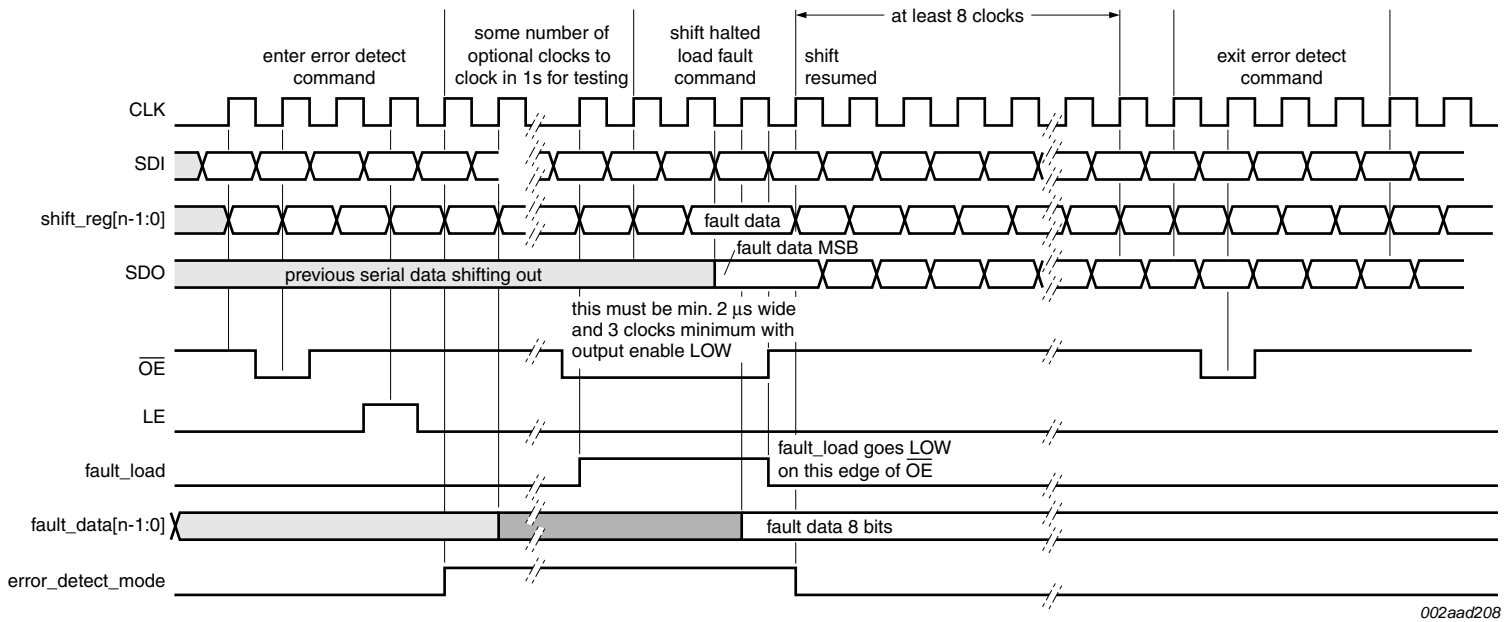 at least 8 clocks
some number of
optional clocks to
clock in 1s for testing
shift halted
load fault
command
enter error detect
command
shift
resumed
exit error detect
command
CLK
SDI
shift_reg[n-1:0]
fault data
fault data MSB
SDO
previous serial data shifting out
this must be min. 2 μs wide
and 3 clocks minimum with
output enable LOW
OE
LE
fault_load
fault_load goes LOW
on this edge of OE
fault_data[n-1:0]
fault data 8 bits
error_detect_mode
002aad208